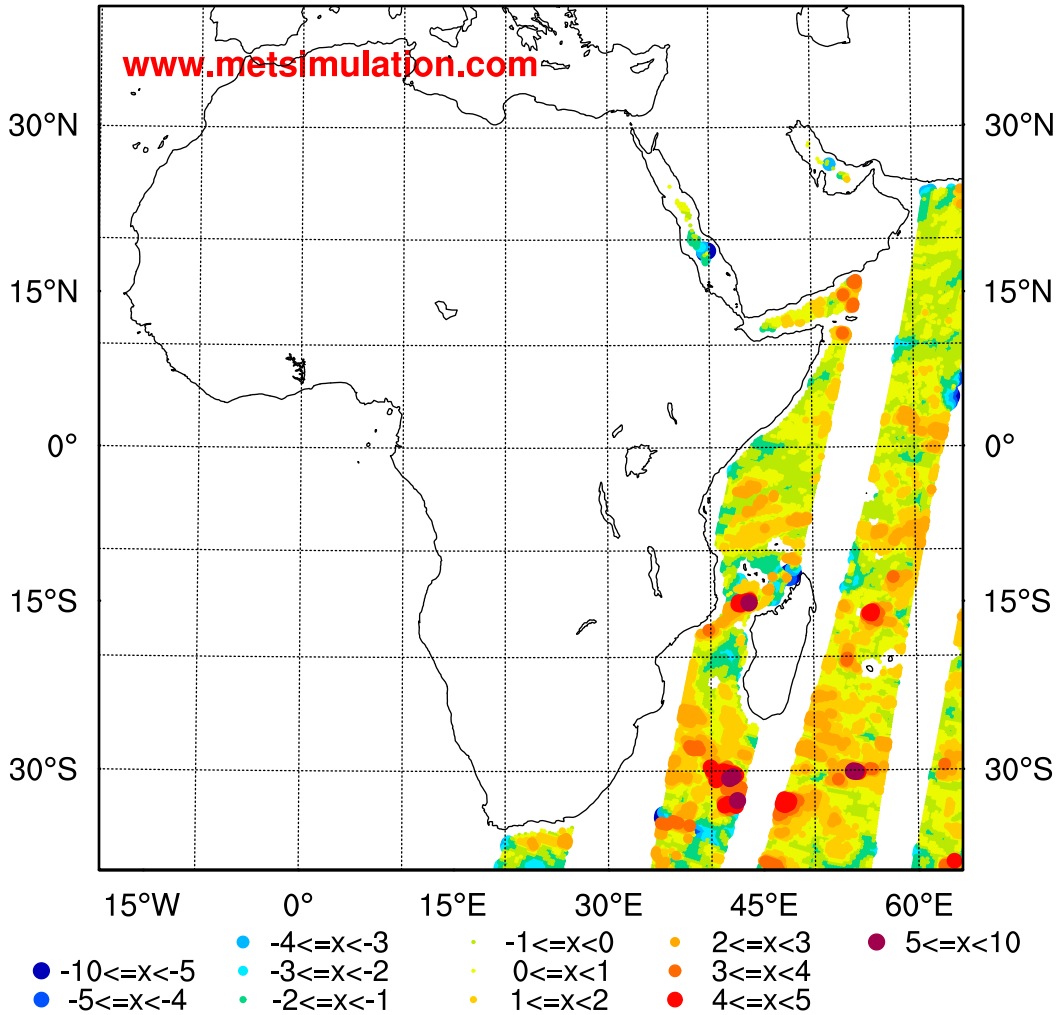 www.metsimulation.com
30°N 30°N
15°N 15°N
0° 0°
15°S 15°S
30°S 30°S
15°W 0° 15°E 30°E 45°E 60°E
-4<=x<-3 -1<=x<0 2<=x<3 5<=x<10
-10<=x<-5 -3<=x<-2 0<=x<1 3<=x<4
-5<=x<-4 -2<=x<-1 1<=x<2 4<=x<5